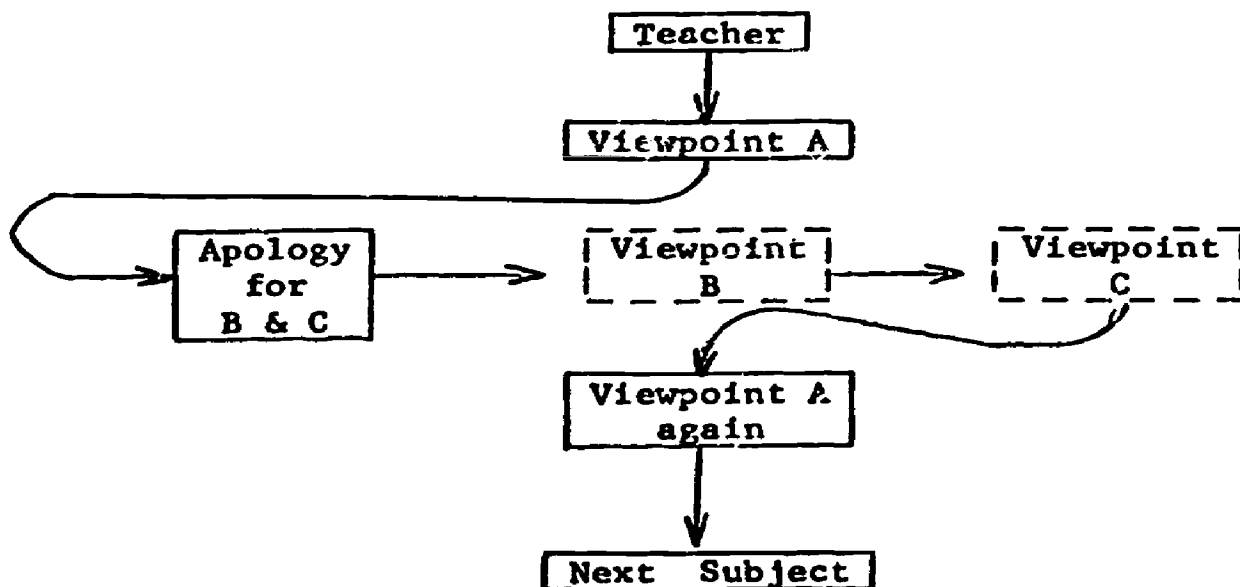 Teacher
Viewpoint A
Apology
for
B & C
Viewpoint
B
Viewpoint
C
Viewpoint A
again
Next Subject